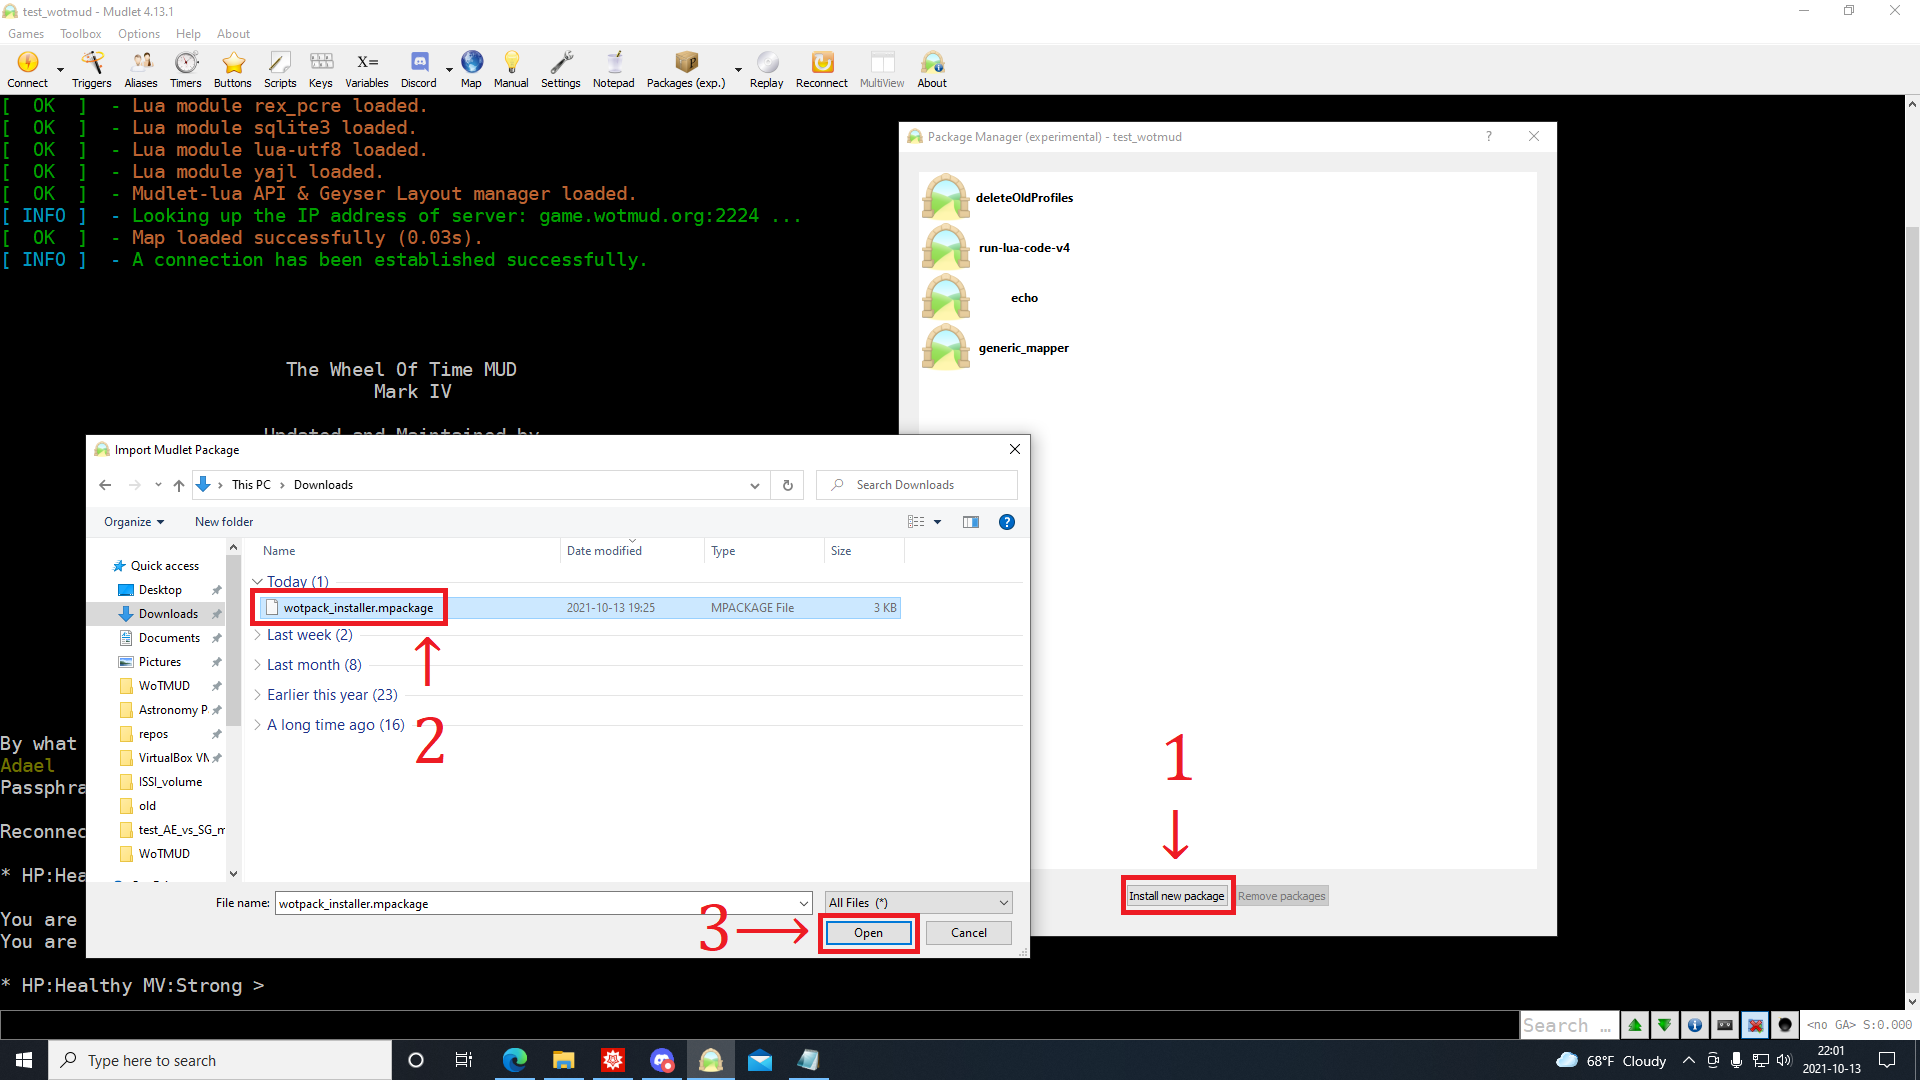 test_wotmud - Mudlet 4.13.1
Games Toolbox Options Help About
Connect Triggers Aliases Timers Buttons Scripts Keys Variables Discord Map Manual Settings Notepad Packages (exp.) Replay Reconnect MultiView About
[ OK ] - Lua module rex_pcre loaded.
[ OK ] - Lua module sqlite3 loaded.
[ OK ] - Lua module lua-utf8 loaded.
[ OK ] - Lua module yajl loaded.
[ OK ] - Mudlet-lua API & Geyser Layout manager loaded.
[ INFO ] - Looking up the IP address of server: game.wotmud.org:2224 ...
[ OK ] - Map loaded successfully (0.03s).
[ INFO ] - A connection has been established successfully.
The Wheel Of Time MUD
Mark IV
Updated and Maintained by
By what
Adael
Passphra
Reconnec
* HP:Hea
You are
You are
* HP:Healthy MV:Strong >
Package Manager (experimental) - test_wotmud
deleteOldProfiles
run-lua-code-v4
echo
generic_mapper
1
Install new package Remove packages
Import Mudlet Package
This PC > Downloads
Search Downloads
Organize New folder
Name Date modified Type Size
Quick access
Desktop
Downloads
Documents
Pictures
WoTMUD
Astronomy P
repos
VirtualBox VM
ISSI_volume
old
test_AE_vs_SG_m
WoTMUD
Today (1)
wotpack_installer.mpackage 2021-10-13 19:25 MPACKAGE File 3 KB
Last week (2)
Last month (8)
Earlier this year (23)
A long time ago (16)
2
File name: wotpack_installer.mpackage All Files (*)
3
Open Cancel
Search ...
<no GA> S:0.000
Type here to search
68°F Cloudy
22:01
2021-10-13